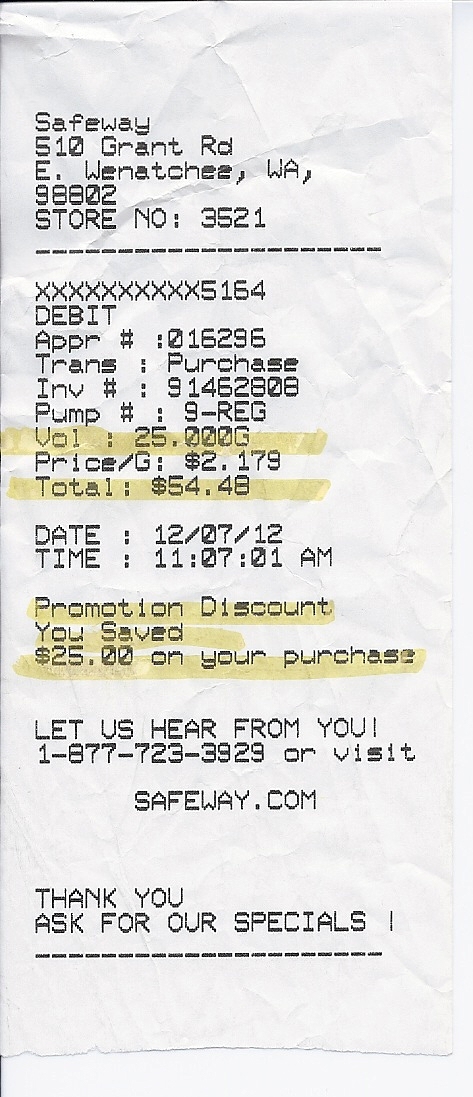 Safeway
510 Grant Rd
E. Wenatchee, WA,
98802
STORE NO: 3521
XXXXXXXXXX5164
DEBIT
Appr # :016296
Trans : Purchase
Inv # : 91462808
Pump # : 9-REG
Vol : 25.000G
Price/G: $2.179
Total: $54.48
DATE : 12/07/12
TIME : 11:07:01 AM
Promotion Discount
You Saved
$25.00 on your purchase
LET US HEAR FROM YOU!
1-877-723-3929 or visit
SAFEWAY.COM
THANK YOU
ASK FOR OUR SPECIALS !